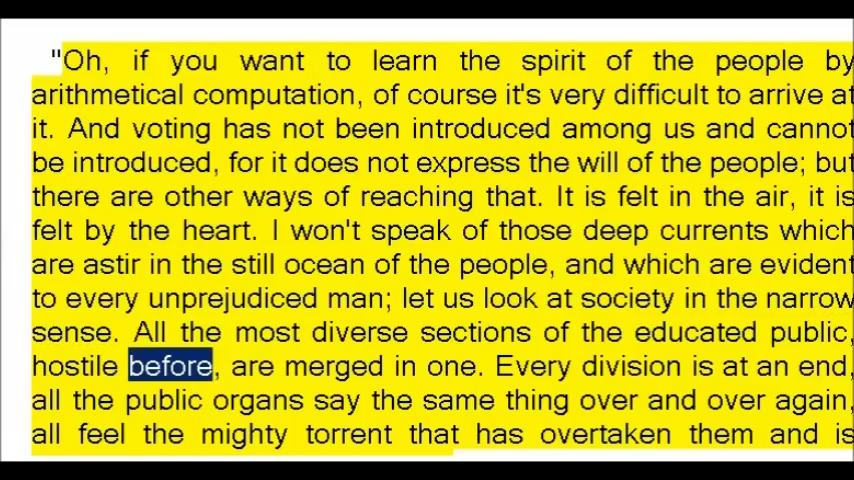 "Oh, if you want to learn the spirit of the people by
arithmetical computation, of course it's very difficult to arrive at
it. And voting has not been introduced among us and cannot
be introduced, for it does not express the will of the people; but
there are other ways of reaching that. It is felt in the air, it is
felt by the heart. I won't speak of those deep currents which
are astir in the still ocean of the people, and which are evident
to every unprejudiced man; let us look at society in the narrow
sense. All the most diverse sections of the educated public,
hostile before, are merged in one. Every division is at an end,
all the public organs say the same thing over and over again,
all feel the mighty torrent that has overtaken them and is